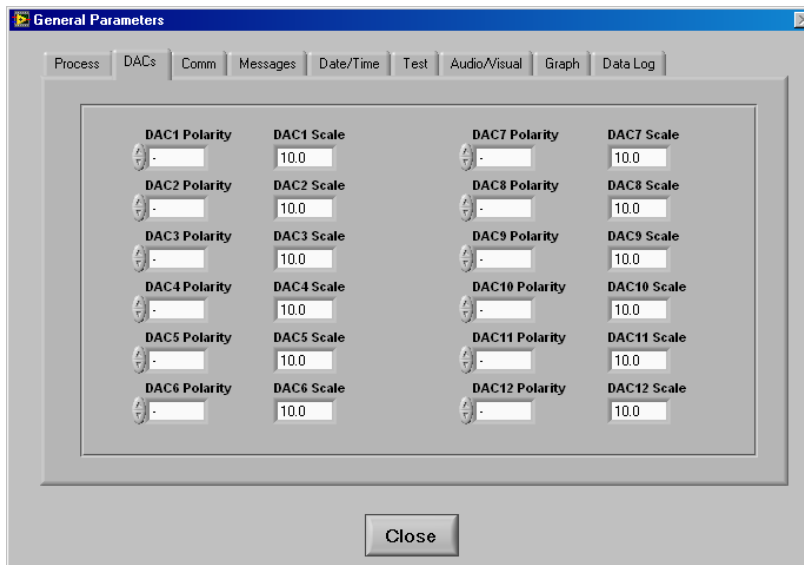 General Parameters
Process DACs Comm Messages Date/Time Test Audio/Visual Graph Data Log
DAC1 Polarity DAC1 Scale DAC7 Polarity DAC7 Scale
- 10.0 - 10.0
DAC2 Polarity DAC2 Scale DAC8 Polarity DAC8 Scale
- 10.0 - 10.0
DAC3 Polarity DAC3 Scale DAC9 Polarity DAC9 Scale
- 10.0 - 10.0
DAC4 Polarity DAC4 Scale DAC10 Polarity DAC10 Scale
- 10.0 - 10.0
DAC5 Polarity DAC5 Scale DAC11 Polarity DAC11 Scale
- 10.0 - 10.0
DAC6 Polarity DAC6 Scale DAC12 Polarity DAC12 Scale
- 10.0 - 10.0
Close